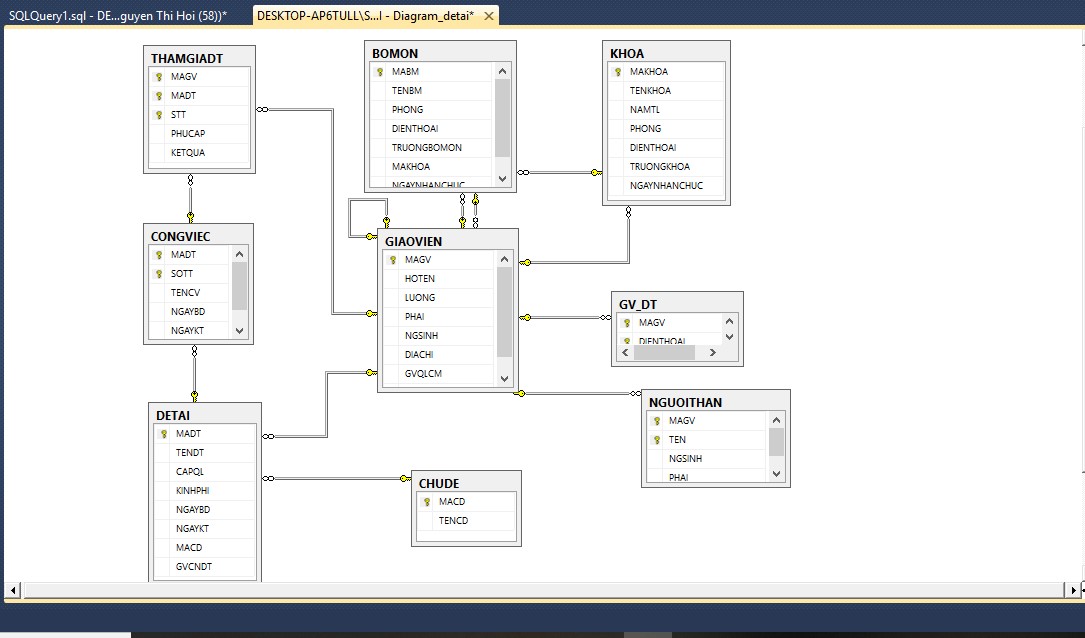 SQLQuery1.sql - DE...guyen Thi Hoi (58))*
DESKTOP-AP6TULL\S...l - Diagram_detai*
THAMGIADT
MAGV
MADT
STT
PHUCAP
KETQUA
BOMON
MABM
TENBM
PHONG
DIENTHOAI
TRUONGBOMON
MAKHOA
NGAYNHANCHUC
KHOA
MAKHOA
TENKHOA
NAMTL
PHONG
DIENTHOAI
TRUONGKHOA
NGAYNHANCHUC
CONGVIEC
MADT
SOTT
TENCV
NGAYBD
NGAYKT
GIAOVIEN
MAGV
HOTEN
LUONG
PHAI
NGSINH
DIACHI
GVQLCM
GV_DT
MAGV
DIENTHOAI
NGUOITHAN
MAGV
TEN
NGSINH
PHAI
DETAI
MADT
TENDT
CAPQL
KINHPHI
NGAYBD
NGAYKT
MACD
GVCNDT
CHUDE
MACD
TENCD